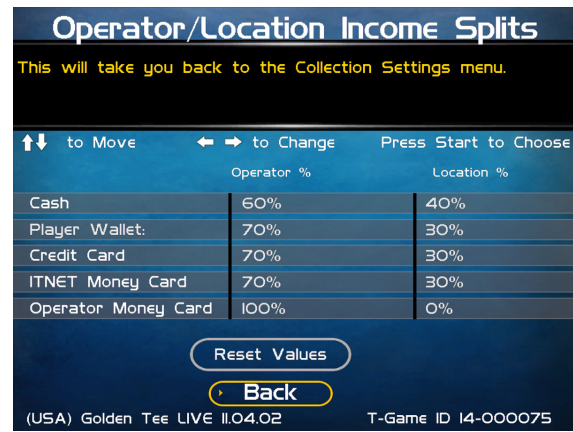 Operator/Location Income Splits
This will take you back to the Collection Settings menu.
to Move to Change Press Start to Choose
Operator % Location %
Cash 60% 40%
Player Wallet: 70% 30%
Credit Card 70% 30%
ITNET Money Card 70% 30%
Operator Money Card 100% 0%
Reset Values
Back
(USA) Golden Tee LIVE 11.04.02 T-Game ID 14-000075